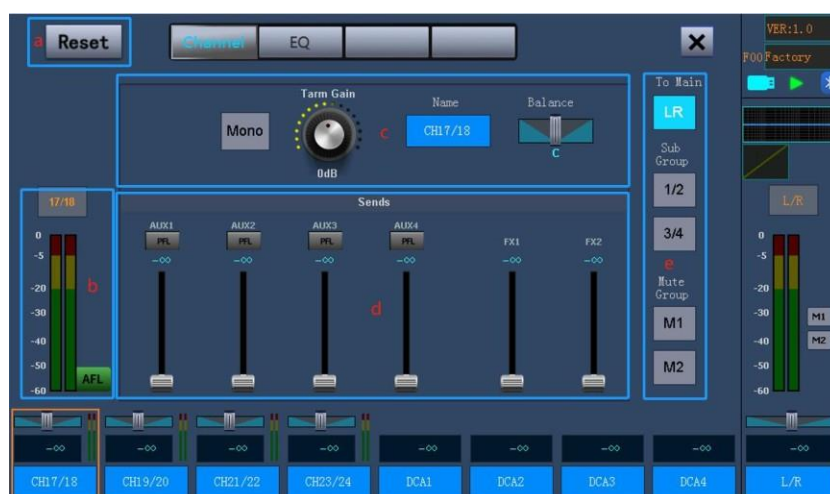 a Reset
Channel EQ
VER:1.0
F00 Factory
Tarm Gain
Name
Balance
Mono
c
CH17/18
C
0dB
To Main
LR
Sub
Group
1/2
3/4
e
Mute
Group
M1
M2
17/18
0
-5
-20
-30
-40
-50
-60
b
AFL
Sends
AUX1 AUX2 AUX3 AUX4 FX1 FX2
PFL PFL PFL PFL
-∞ -∞ -∞ -∞ -∞ -∞
d
L/R
0
-5
-20
-30
-40
-50
-60
M1
M2
-∞ -∞ -∞ -∞ -∞ -∞ -∞ -∞ -∞
CH17/18 CH19/20 CH21/22 CH23/24 DCA1 DCA2 DCA3 DCA4 L/R